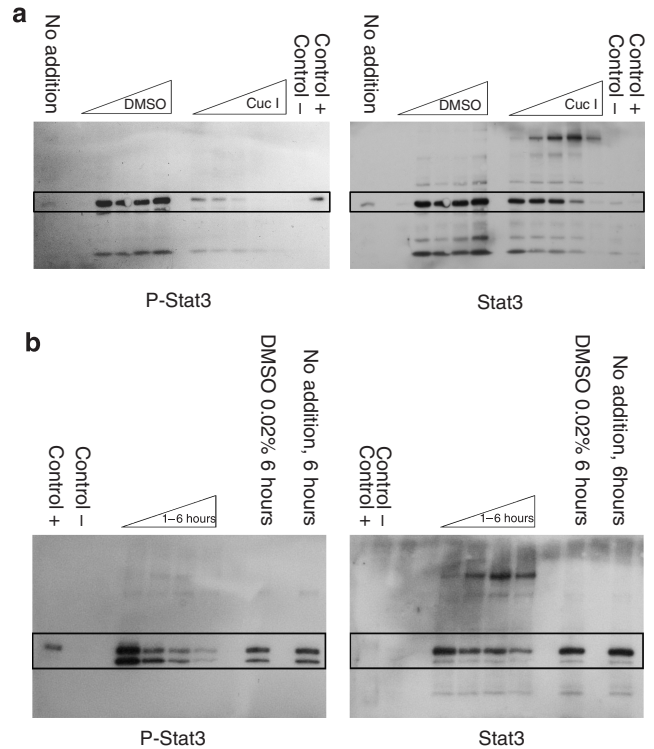 a
No addition
DMSO
Cuc I
Control –
Control +
No addition
DMSO
Cuc I
Control –
Control +
P-Stat3
Stat3
b
Control +
Control –
1–6 hours
DMSO 0.02% 6 hours
No addition, 6 hours
Control +
Control –
1–6 hours
DMSO 0.02% 6 hours
No addition, 6hours
P-Stat3
Stat3